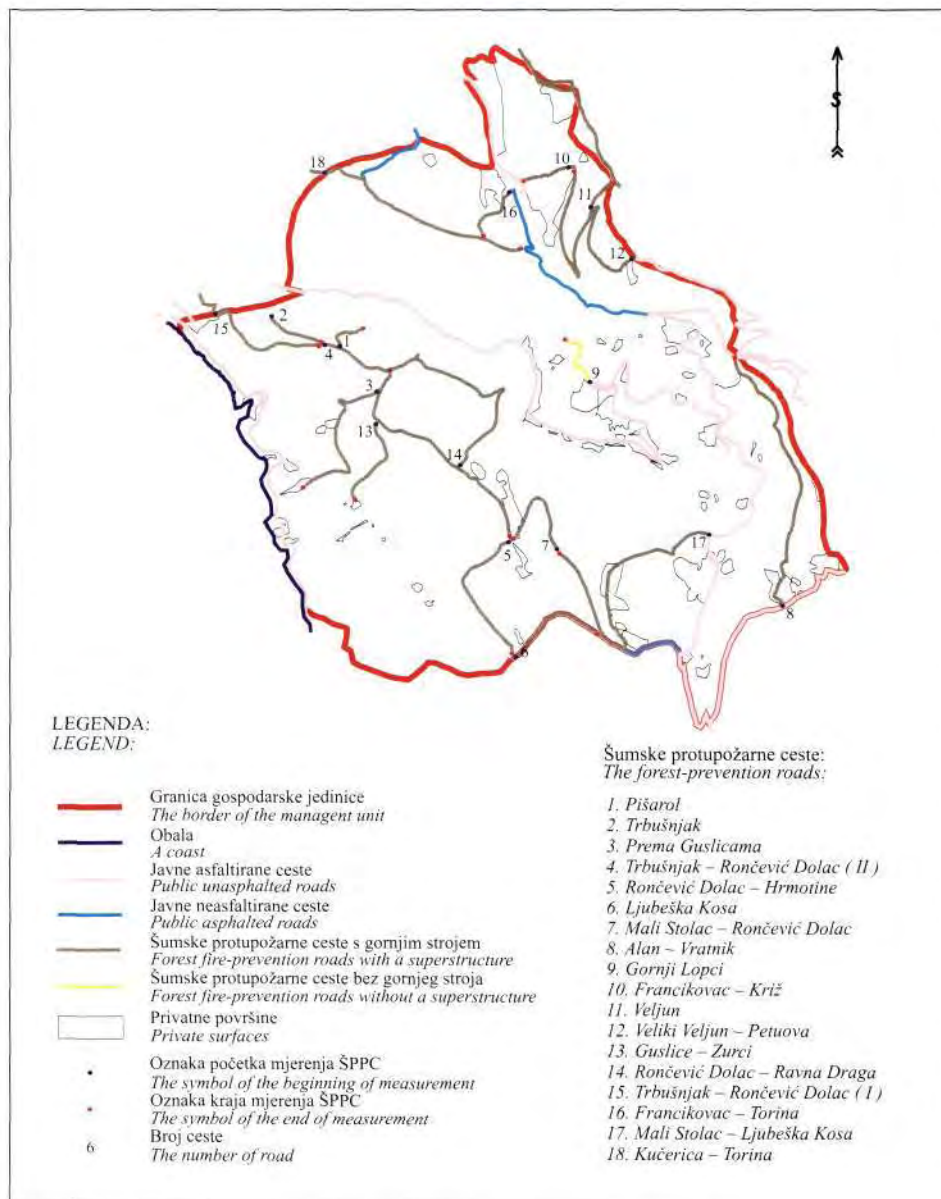 S
18
10
16
11
12
15
2
4
1
3
9
13
14
17
5
7
8
6
LEGENDA:
LEGEND:
Granica gospodarske jedinice
The border of the managent unit
Obala
A coast
Javne asfaltirane ceste
Public unasphalted roads
Javne neasfaltirane ceste
Public asphalted roads
Šumske protupožarne ceste s gornjim strojem
Forest fire-prevention roads with a superstructure
Šumske protupožarne ceste bez gornjeg stroja
Forest fire-prevention roads without a superstructure
Privatne površine
Private surfaces
Oznaka početka mjerenja ŠPPC
The symbol of the beginning of measurement
Oznaka kraja mjerenja ŠPPC
The symbol of the end of measurement
6
Broj ceste
The number of road
Šumske protupožarne ceste:
The forest-prevention roads:
1. Pišarol
2. Trbušnjak
3. Prema Guslicama
4. Trbušnjak – Rončević Dolac ( II )
5. Rončević Dolac – Hrmotine
6. Ljubeška Kosa
7. Mali Stolac – Rončević Dolac
8. Alan – Vratnik
9. Gornji Lopci
10. Francikovac – Križ
11. Veljun
12. Veliki Veljun – Petuova
13. Guslice – Zurci
14. Rončević Dolac – Ravna Draga
15. Trbušnjak – Rončević Dolac ( I )
16. Francikovac – Torina
17. Mali Stolac – Ljubeška Kosa
18. Kučerica – Torina